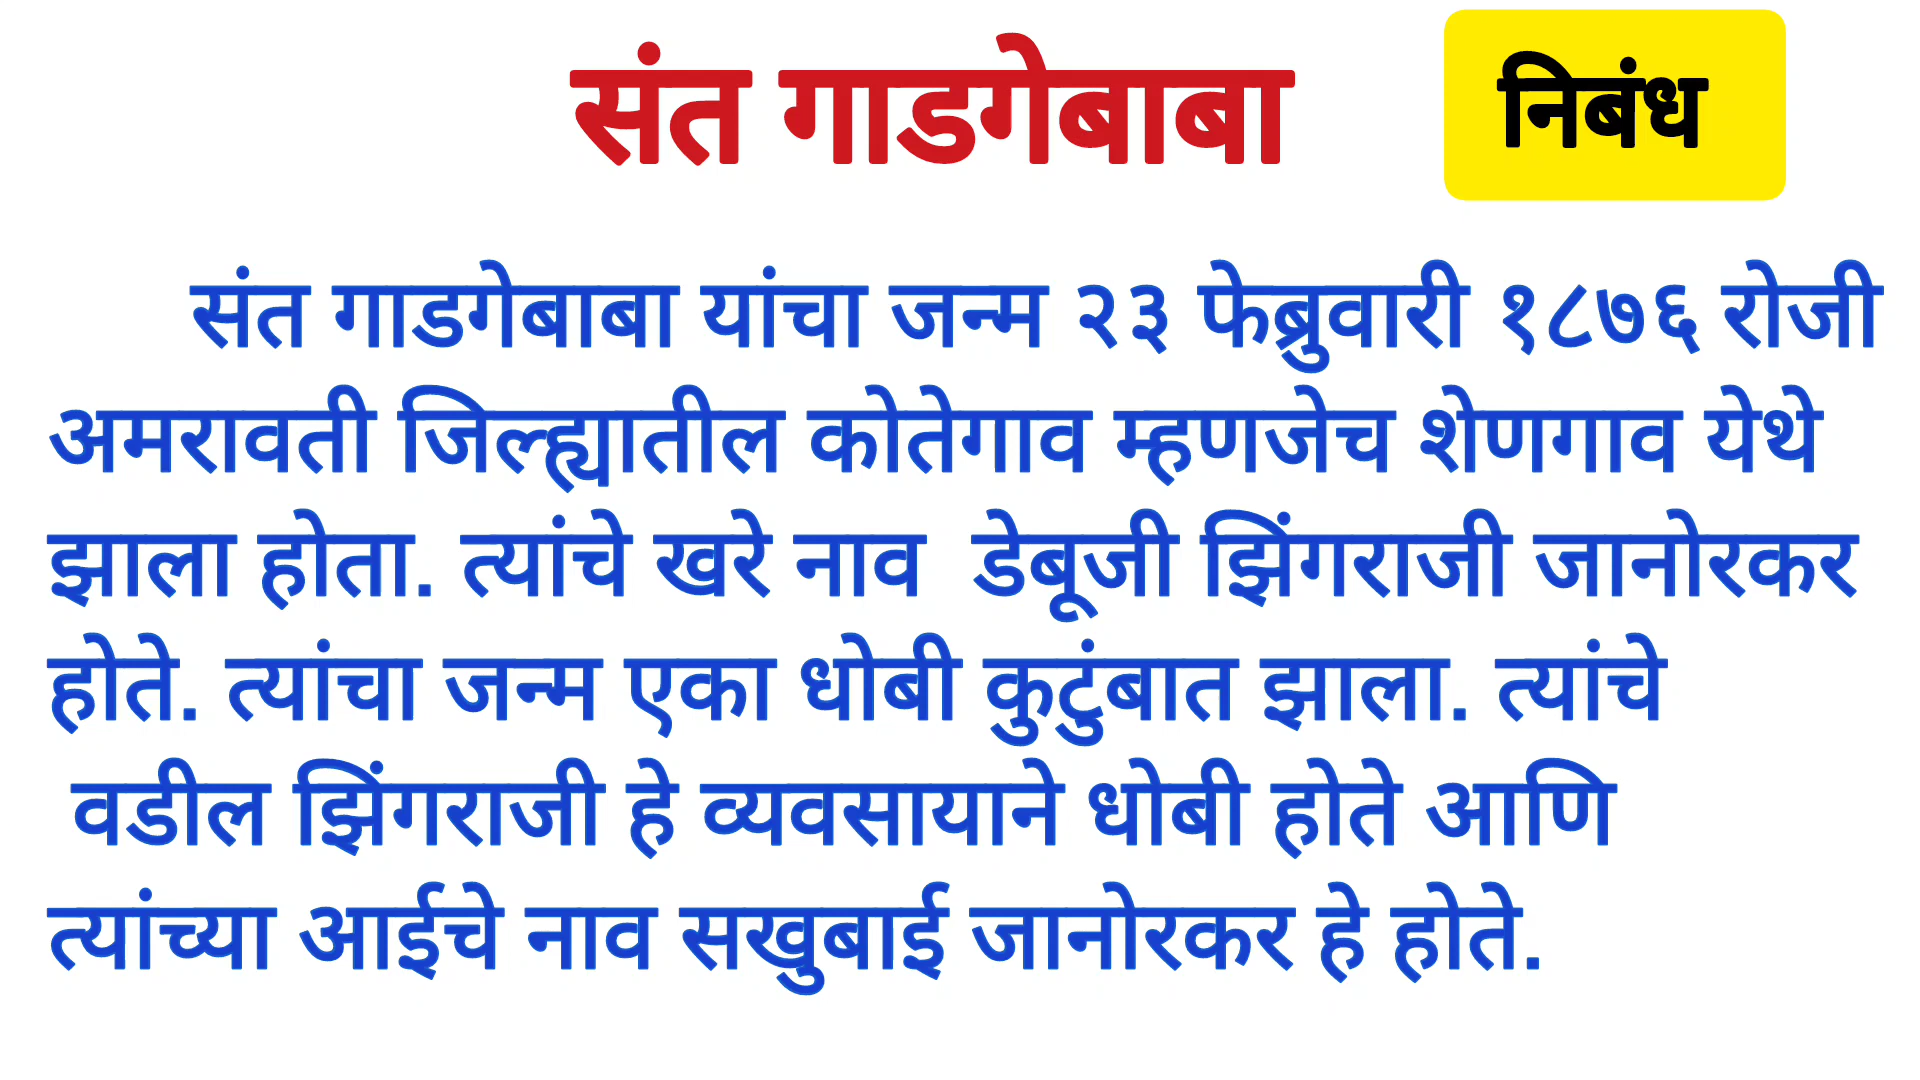 संत गाडगेबाबा
निबंध
संत गाडगेबाबा यांचा जन्म २३ फेब्रुवारी १८७६ रोजी
अमरावती जिल्ह्यातील कोतेगाव म्हणजेच शेणगाव येथे
झाला होता. त्यांचे खरे नाव डेबूजी झिंगराजी जानोरकर
होते. त्यांचा जन्म एका धोबी कुटुंबात झाला. त्यांचे
वडील झिंगराजी हे व्यवसायाने धोबी होते आणि
त्यांच्या आईचे नाव सखुबाई जानोरकर हे होते.